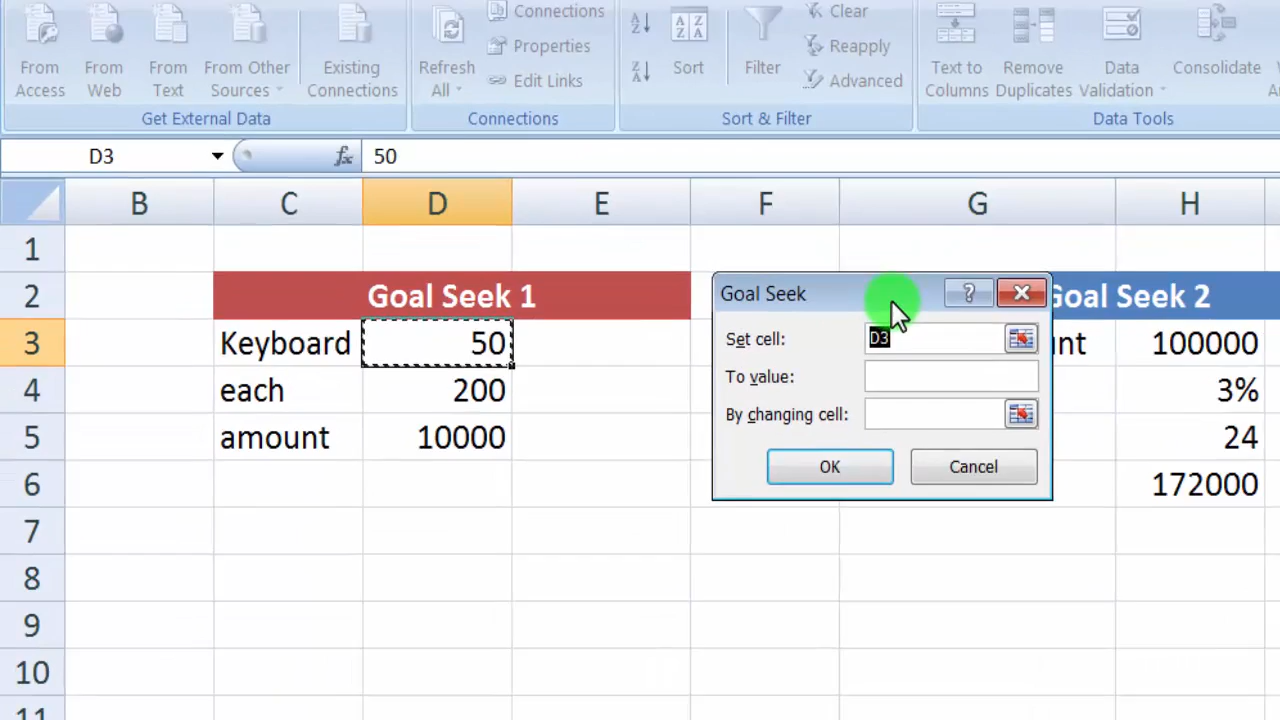 From Access
From Web
From Text
From Other Sources
Existing Connections
Refresh All
Connections
Properties
Edit Links
Sort
Filter
Clear
Reapply
Advanced
Text to Columns
Remove Duplicates
Data Validation
Consolidate
Get External Data
Connections
Sort & Filter
Data Tools
D3
fx 50
B C D E F G H
1
2 Goal Seek 1 Goal Seek 2
3 Keyboard 50 100000
4 each 200 3%
5 amount 10000 24
6 172000
7
8
9
10
11
Goal Seek
Set cell: D3
To value:
By changing cell:
OK Cancel